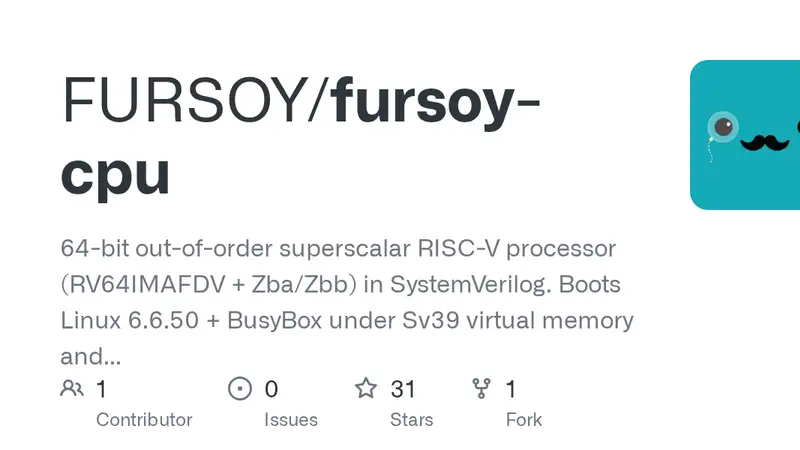 FURSOY/fursoy-
cpu
64-bit out-of-order superscalar RISC-V processor
(RV64IMAFDV + Zba/Zbb) in SystemVerilog. Boots
Linux 6.6.50 + BusyBox under Sv39 virtual memory
and...
1 0 31 1
Contributor Issues Stars Fork